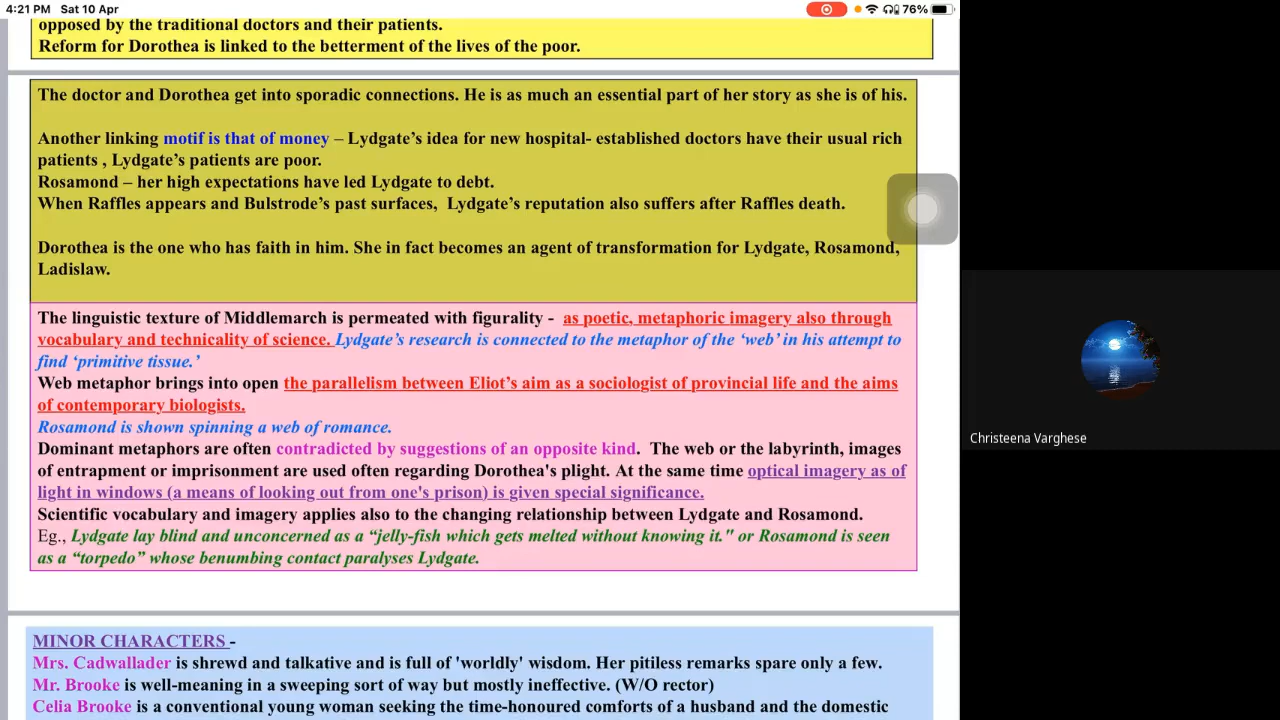 4:21 PM Sat 10 Apr
76%
opposed by the traditional doctors and their patients.
Reform for Dorothea is linked to the betterment of the lives of the poor.
The doctor and Dorothea get into sporadic connections. He is as much an essential part of her story as she is of his.
Another linking motif is that of money – Lydgate’s idea for new hospital- established doctors have their usual rich
patients , Lydgate’s patients are poor.
Rosamond – her high expectations have led Lydgate to debt.
When Raffles appears and Bulstrode’s past surfaces, Lydgate’s reputation also suffers after Raffles death.
Dorothea is the one who has faith in him. She in fact becomes an agent of transformation for Lydgate, Rosamond,
Ladislaw.
The linguistic texture of Middlemarch is permeated with figurality - as poetic, metaphoric imagery also through
vocabulary and technicality of science. Lydgate’s research is connected to the metaphor of the ‘web’ in his attempt to
find ‘primitive tissue.’
Web metaphor brings into open the parallelism between Eliot’s aim as a sociologist of provincial life and the aims
of contemporary biologists.
Rosamond is shown spinning a web of romance.
Dominant metaphors are often contradicted by suggestions of an opposite kind. The web or the labyrinth, images
of entrapment or imprisonment are used often regarding Dorothea's plight. At the same time optical imagery as of
light in windows (a means of looking out from one's prison) is given special significance.
Scientific vocabulary and imagery applies also to the changing relationship between Lydgate and Rosamond.
Eg., Lydgate lay blind and unconcerned as a “jelly-fish which gets melted without knowing it." or Rosamond is seen
as a “torpedo” whose benumbing contact paralyses Lydgate.
Christeena Varghese
MINOR CHARACTERS -
Mrs. Cadwallader is shrewd and talkative and is full of 'worldly' wisdom. Her pitiless remarks spare only a few.
Mr. Brooke is well-meaning in a sweeping sort of way but mostly ineffective. (W/O rector)
Celia Brooke is a conventional young woman seeking the time-honoured comforts of a husband and the domestic